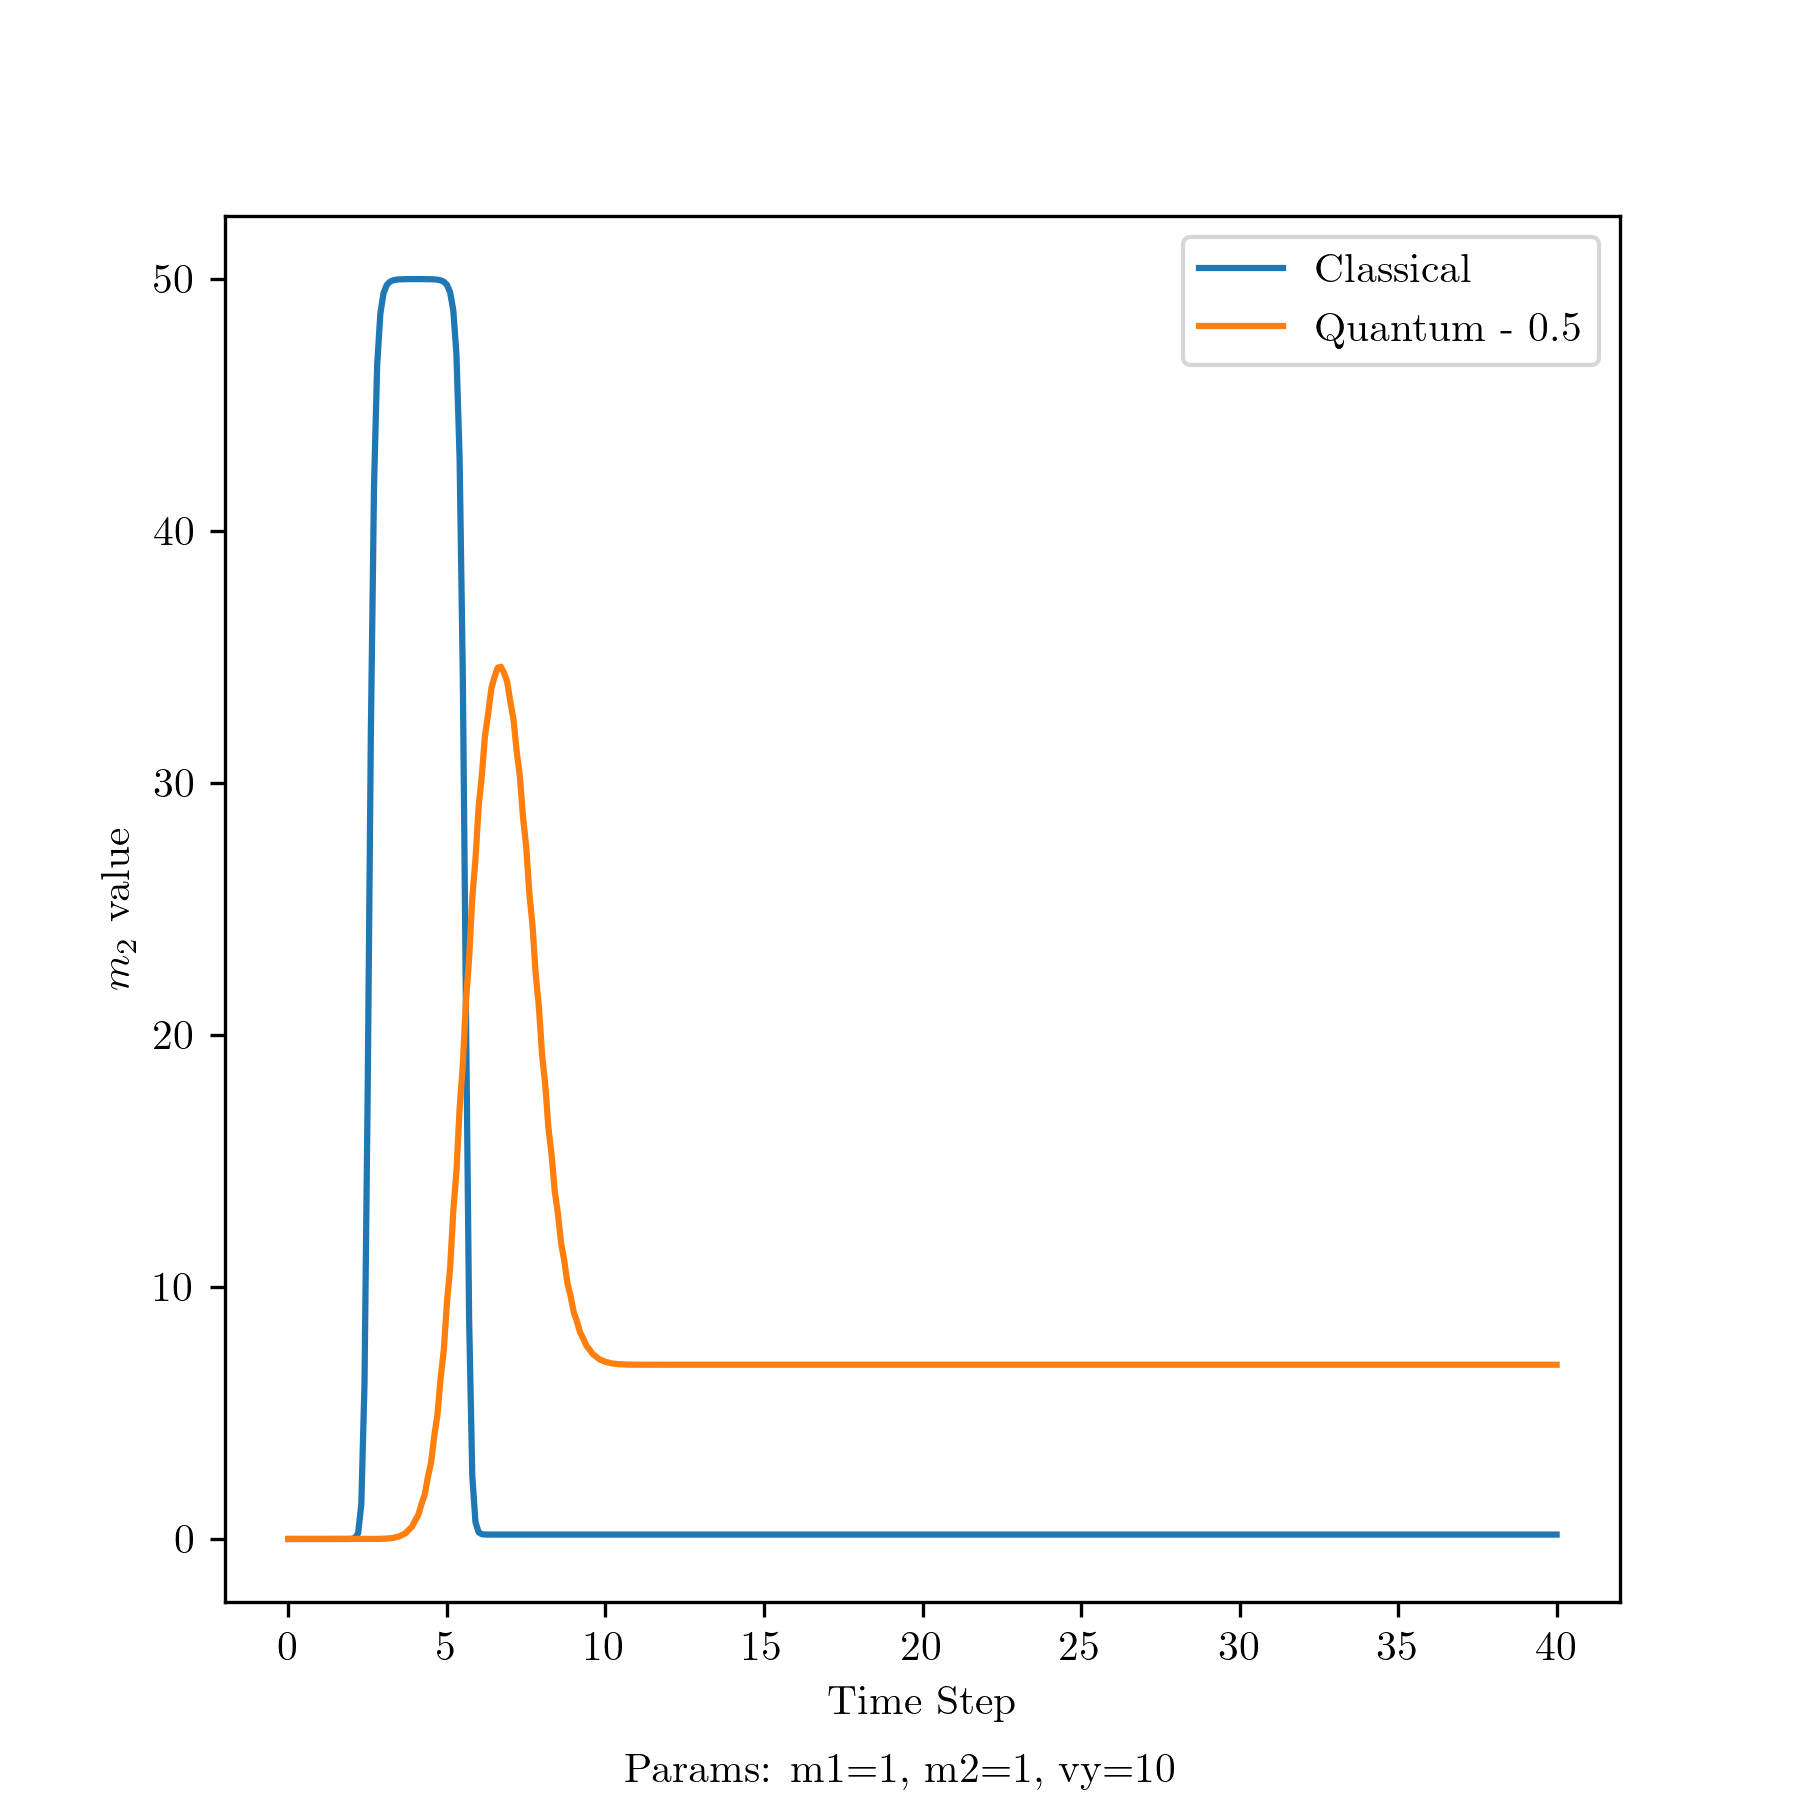 Classical
Quantum - 0.5
50
40
30
20
10
0
m₂ value
0 5 10 15 20 25 30 35 40
Time Step
Params: m1=1, m2=1, vy=10